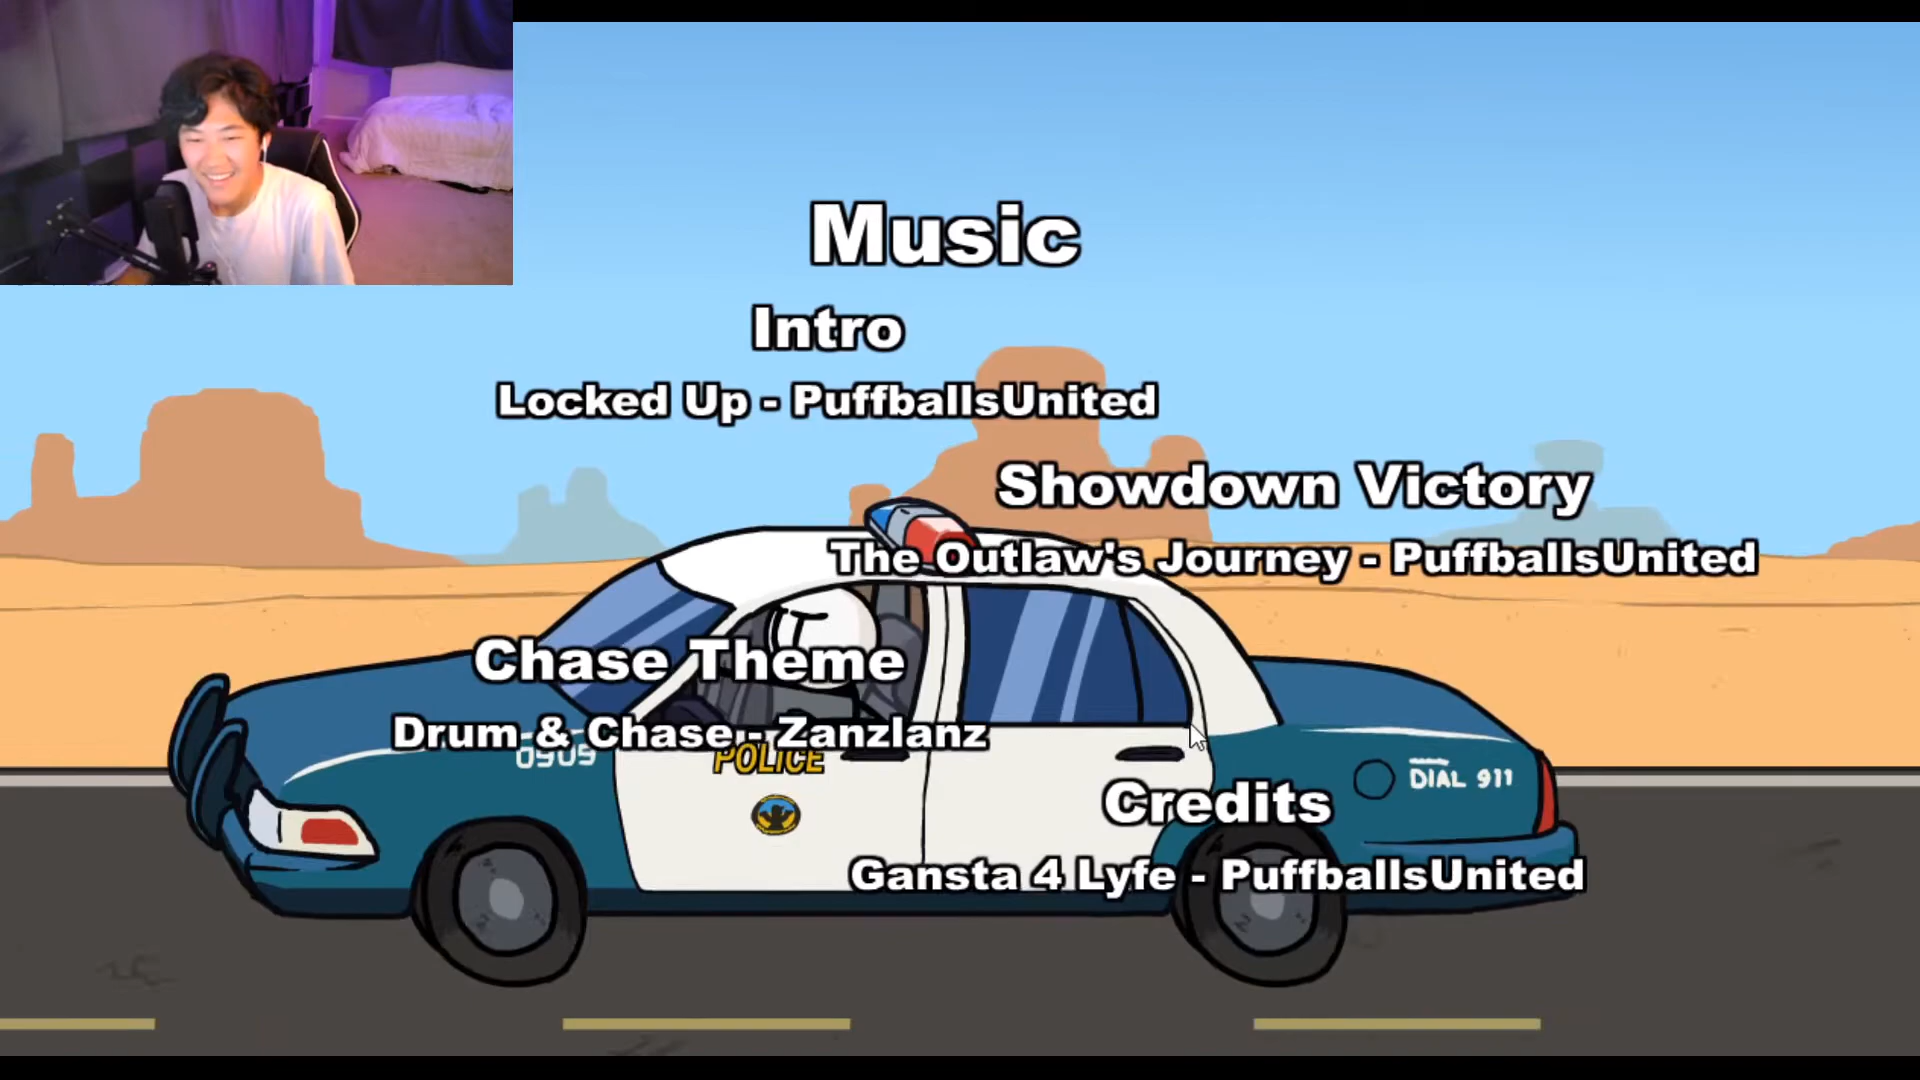 Music
Intro
Locked Up - PuffballsUnited
Showdown Victory
The Outlaw's Journey - PuffballsUnited
Chase Theme
Drum & Chase - Zanzlanz
0909
POLICE
DIAL 911
Credits
Gansta 4 Lyfe - PuffballsUnited